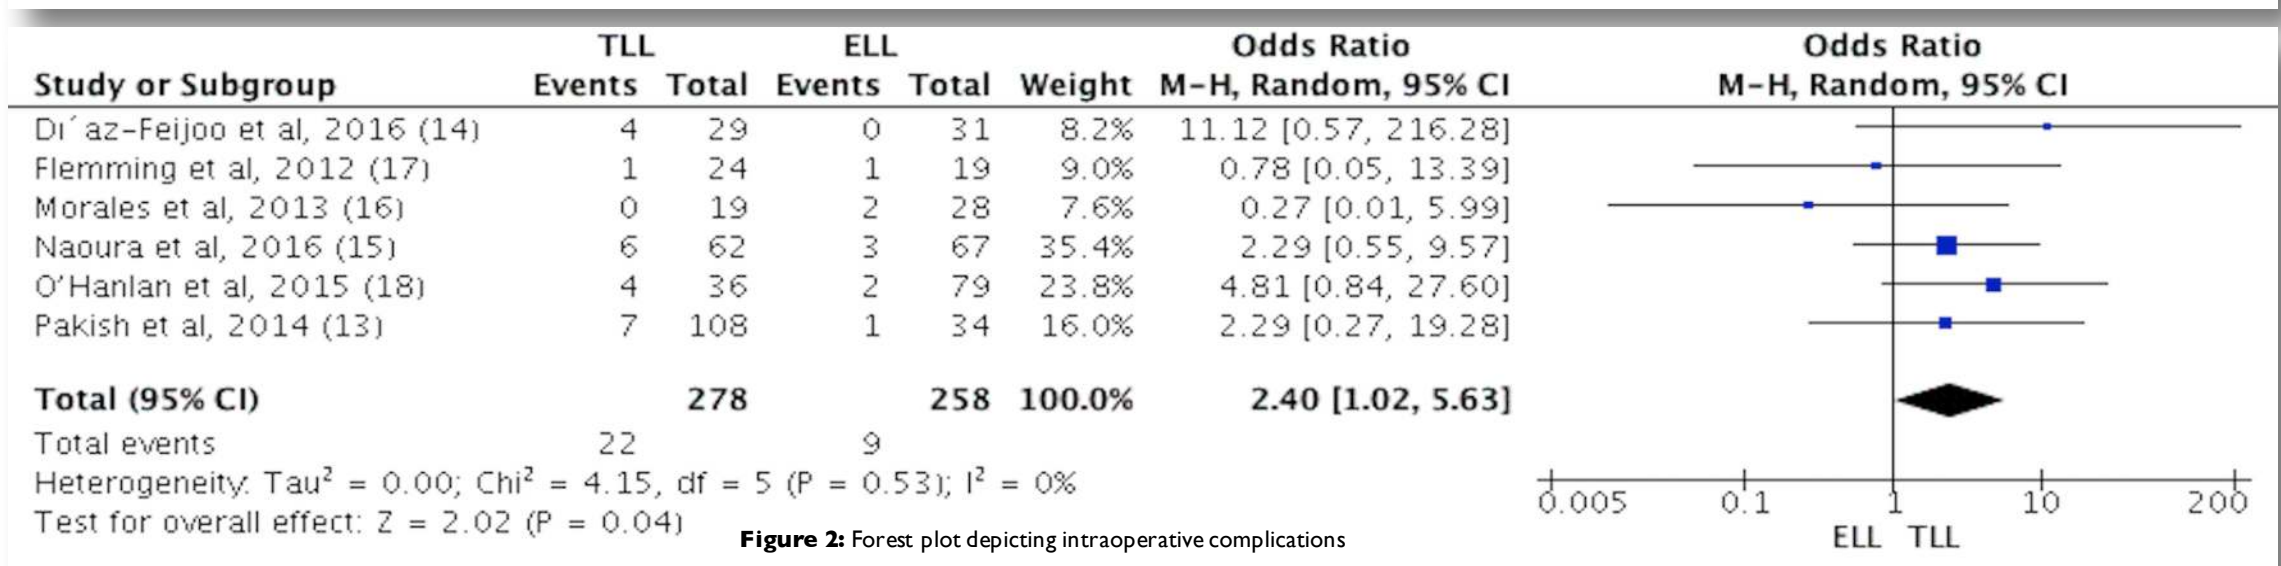 TLL ELL Odds Ratio Odds Ratio
Study or Subgroup Events Total Events Total Weight M-H, Random, 95% CI M-H, Random, 95% CI
Dı´az-Feijoo et al, 2016 (14) 4 29 0 31 8.2% 11.12 [0.57, 216.28]
Flemming et al, 2012 (17) 1 24 1 19 9.0% 0.78 [0.05, 13.39]
Morales et al, 2013 (16) 0 19 2 28 7.6% 0.27 [0.01, 5.99]
Naoura et al, 2016 (15) 6 62 3 67 35.4% 2.29 [0.55, 9.57]
O’Hanlan et al, 2015 (18) 4 36 2 79 23.8% 4.81 [0.84, 27.60]
Pakish et al, 2014 (13) 7 108 1 34 16.0% 2.29 [0.27, 19.28]
Total (95% CI) 278 258 100.0% 2.40 [1.02, 5.63]
Total events 22 9
Heterogeneity: Tau² = 0.00; Chi² = 4.15, df = 5 (P = 0.53); I² = 0%
Test for overall effect: Z = 2.02 (P = 0.04)
0.005 0.1 1 10 200
ELL TLL
Figure 2: Forest plot depicting intraoperative complications